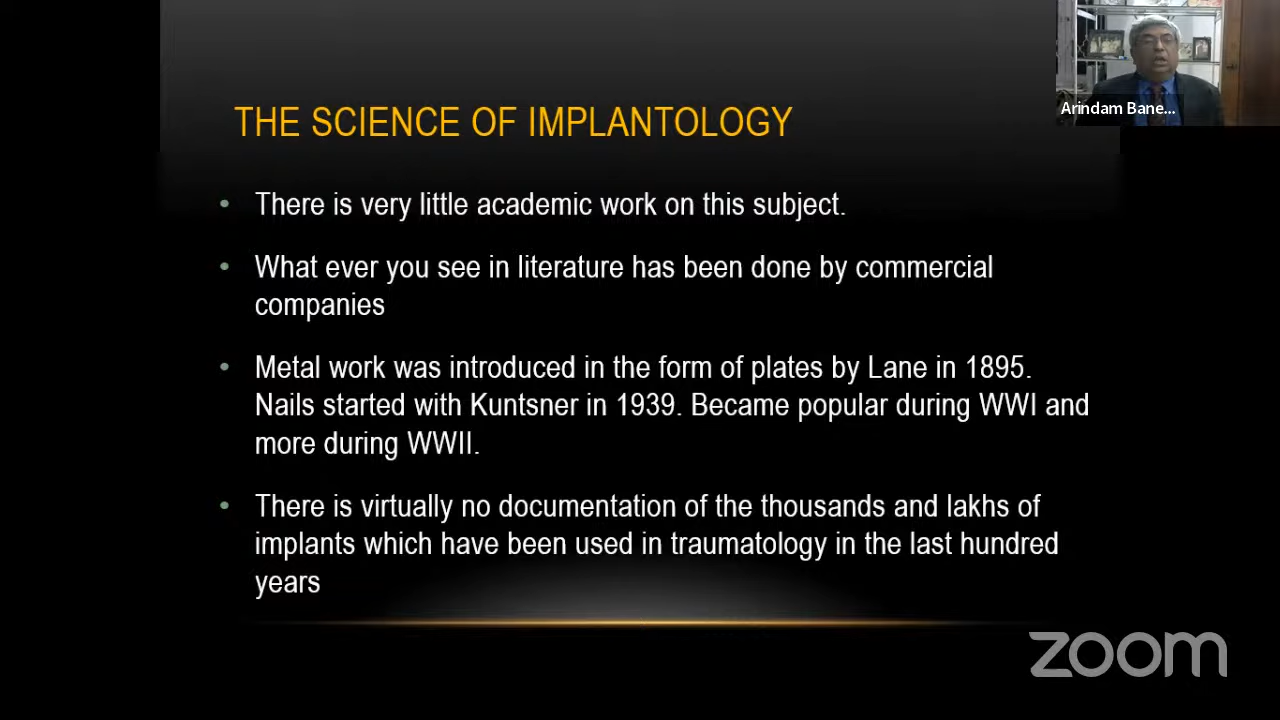 THE SCIENCE OF IMPLANTOLOGY
Arindam Bane...
• There is very little academic work on this subject.
• What ever you see in literature has been done by commercial
companies
• Metal work was introduced in the form of plates by Lane in 1895.
Nails started with Kuntsner in 1939. Became popular during WWI and
more during WWII.
• There is virtually no documentation of the thousands and lakhs of
implants which have been used in traumatology in the last hundred
years
zoom